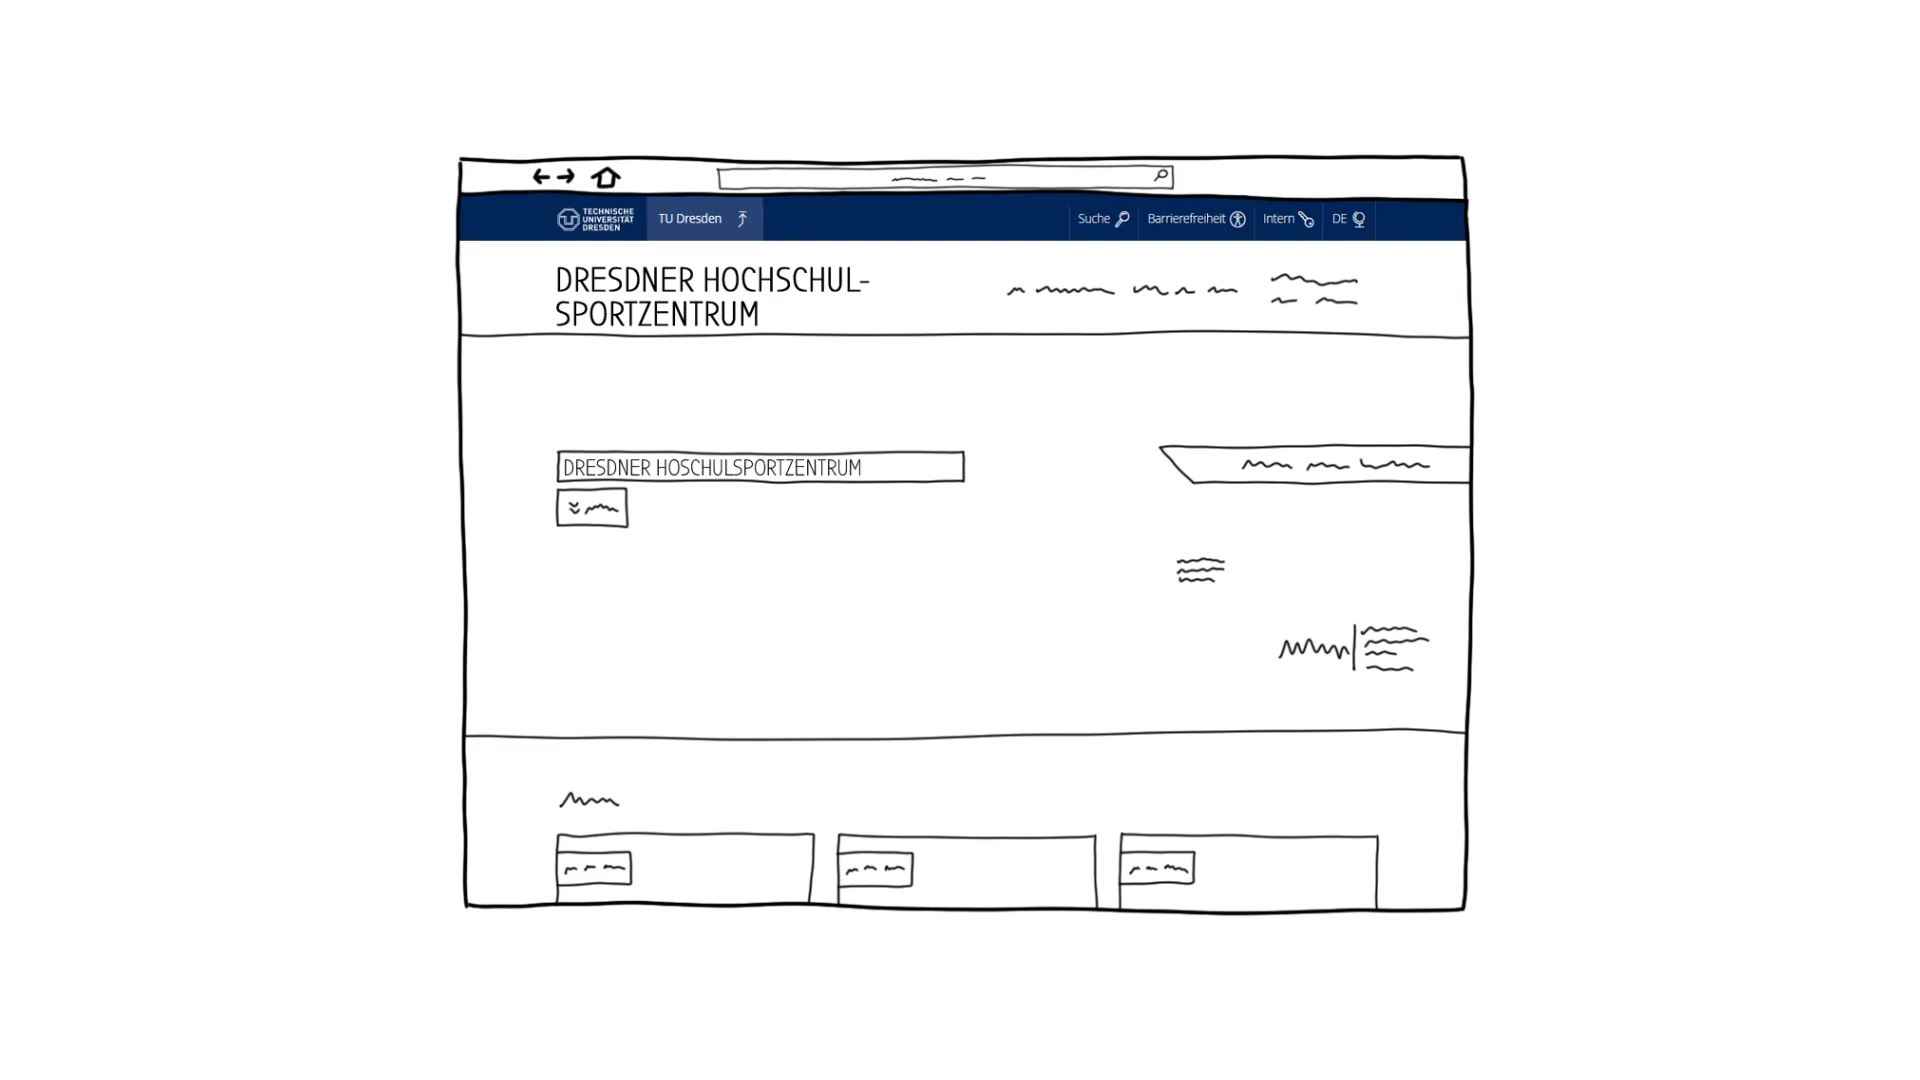 TECHNISCHE
UNIVERSITÄT
DRESDEN
TU Dresden
Suche
Barrierefreiheit
Intern
DE
DRESDNER HOCHSCHUL-
SPORTZENTRUM
DRESDNER HOSCHULSPORTZENTRUM